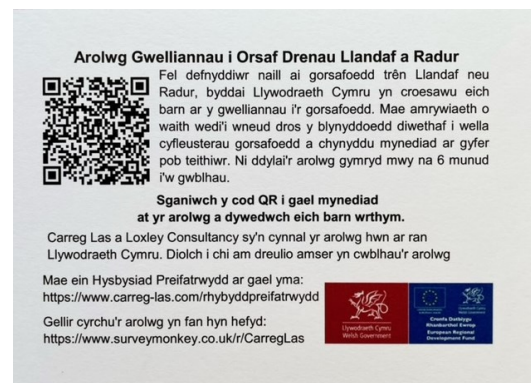 Arolwg Gwelliannau i Orsaf Drenau Llandaf a Radur
Fel defnyddiwr naill ai gorsafoedd trên Llandaf neu
Radur, byddai Llywodraeth Cymru yn croesawu eich
barn ar y gwelliannau i'r gorsafoedd. Mae amrywiaeth o
waith wedi'i wneud dros y blynyddoedd diwethaf i wella
cyfleusterau gorsafoedd a chynyddu mynediad ar gyfer
pob teithiwr. Ni ddylai'r arolwg gymryd mwy na 6 munud
i'w gwblhau.
Sganiwch y cod QR i gael mynediad
at yr arolwg a dywedwch eich barn wrthym.
Carreg Las a Loxley Consultancy sy'n cynnal yr arolwg hwn ar ran
Llywodraeth Cymru. Diolch i chi am dreulio amser yn cwblhau'r arolwg
Mae ein Hysbysiad Preifatrwydd ar gael yma:
https://www.carreg-las.com/rhybyddpreifatrwydd
Gellir cyrchu'r arolwg yn fan hyn hefyd:
https://www.surveymonkey.co.uk/r/CarregLas
Llywodraeth Cymru
Welsh Government
Cronfa Datblygu
Rhanbarthol Ewrop
European Regional
Development Fund